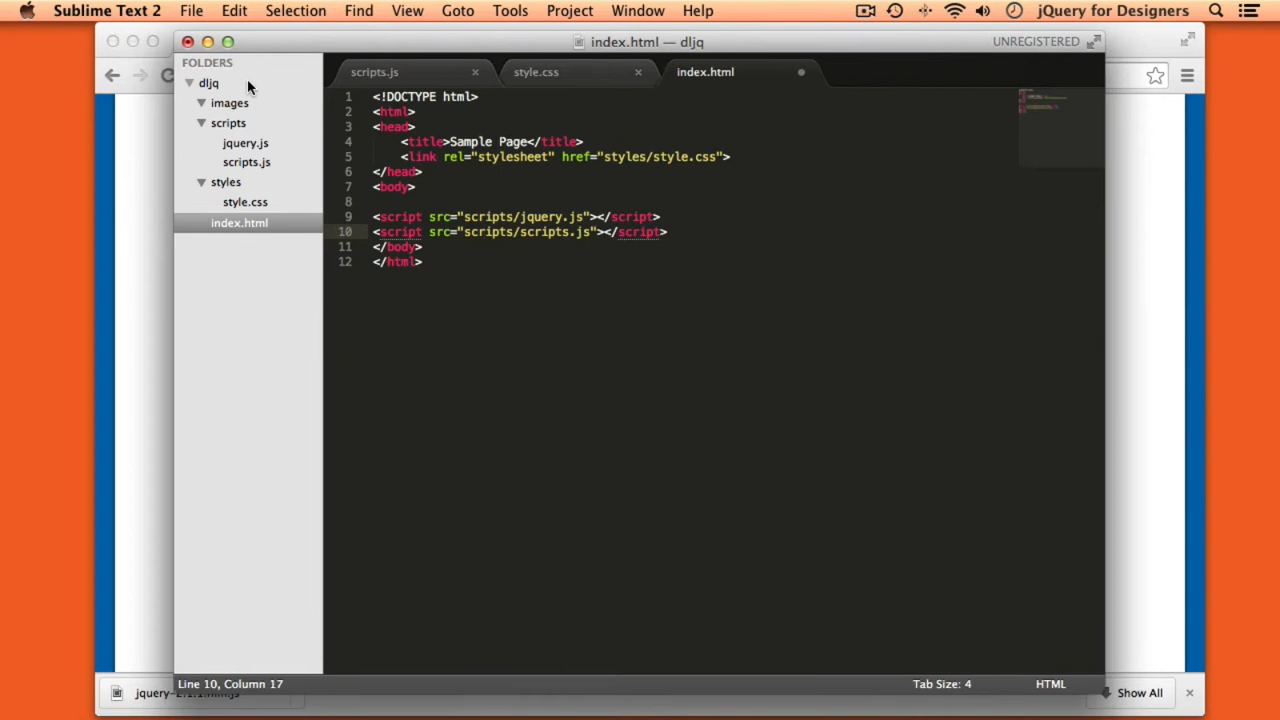 Sublime Text 2 File Edit Selection Find View Goto Tools Project Window Help jQuery for Designers
index.html — dljq UNREGISTERED
FOLDERS
dljq
images
scripts
jquery.js
scripts.js
styles
style.css
index.html
scripts.js × style.css × index.html
1 <!DOCTYPE html>
2 <html>
3 <head>
4 <title>Sample Page</title>
5 <link rel="stylesheet" href="styles/style.css">
6 </head>
7 <body>
8
9 <script src="scripts/jquery.js"></script>
10 <script src="scripts/scripts.js"></script>
11 </body>
12 </html>
Line 10, Column 17 Tab Size: 4 HTML
Show All ×